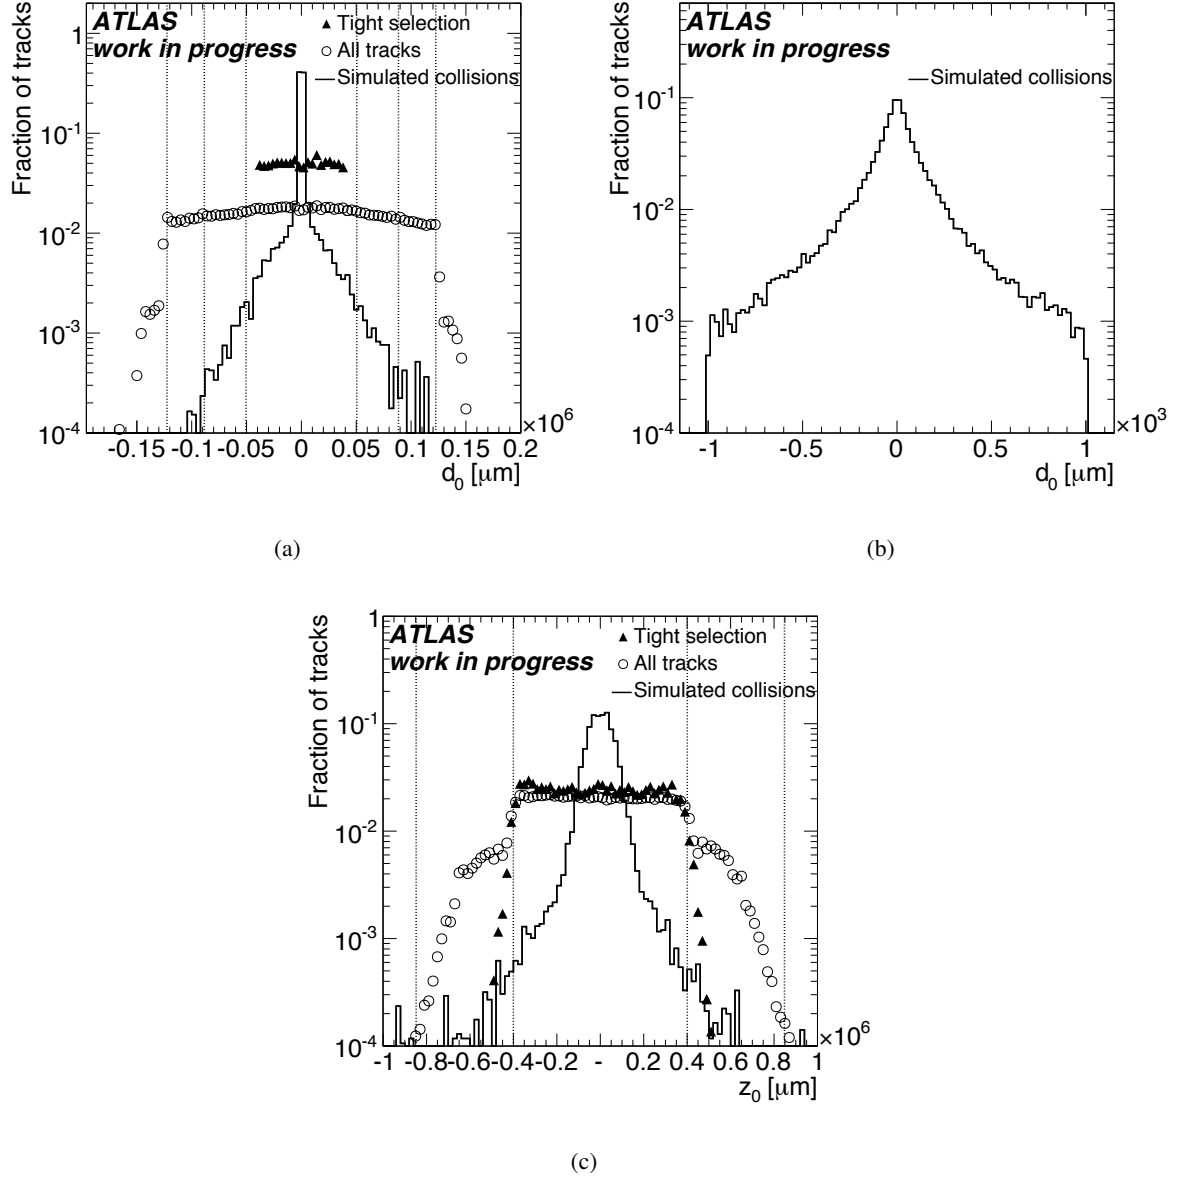 ATLAS
work in progress
Tight selection
All tracks
Simulated collisions
Fraction of tracks
1
10-1
10-2
10-3
10-4
-0.15 -0.1 -0.05 0 0.05 0.1 0.15 0.2
×10^6
d0 [μm]
(a)
ATLAS
work in progress
Simulated collisions
Fraction of tracks
10-1
10-2
10-3
10-4
-1 -0.5 0 0.5 1
×10^3
d0 [μm]
(b)
ATLAS
work in progress
Tight selection
All tracks
Simulated collisions
Fraction of tracks
1
10-1
10-2
10-3
10-4
-1 -0.8 -0.6 -0.4 -0.2 - 0.2 0.4 0.6 0.8 1
×10^6
z0 [μm]
(c)